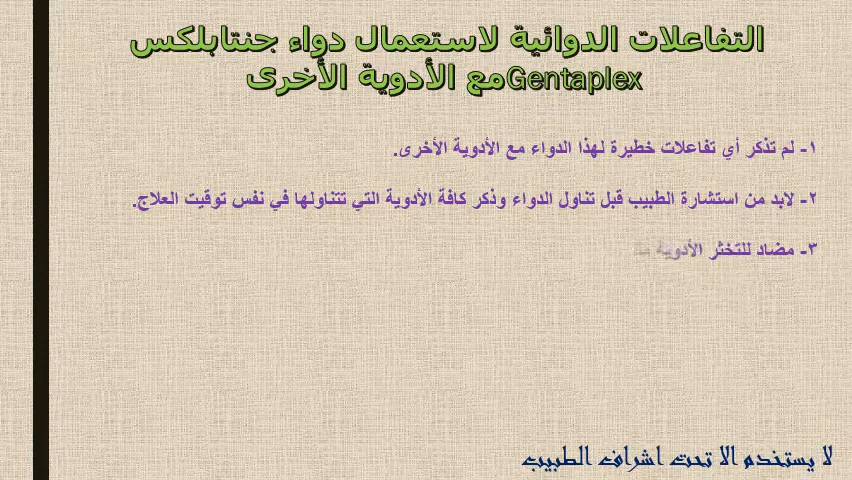 التفاعلات الدوائية لاستعمال دواء جنتابلكس
Gentaplexمع الأدوية الأخرى
١- لم تذكر أي تفاعلات خطيرة لهذا الدواء مع الأدوية الأخرى.
٢- لابد من استشارة الطبيب قبل تناول الدواء وذكر كافة الأدوية التي تتناولها في نفس توقيت العلاج.
٣- مضاد للتخثر الأدوية
لا يستخدم الا تحت اشراف الطبيب